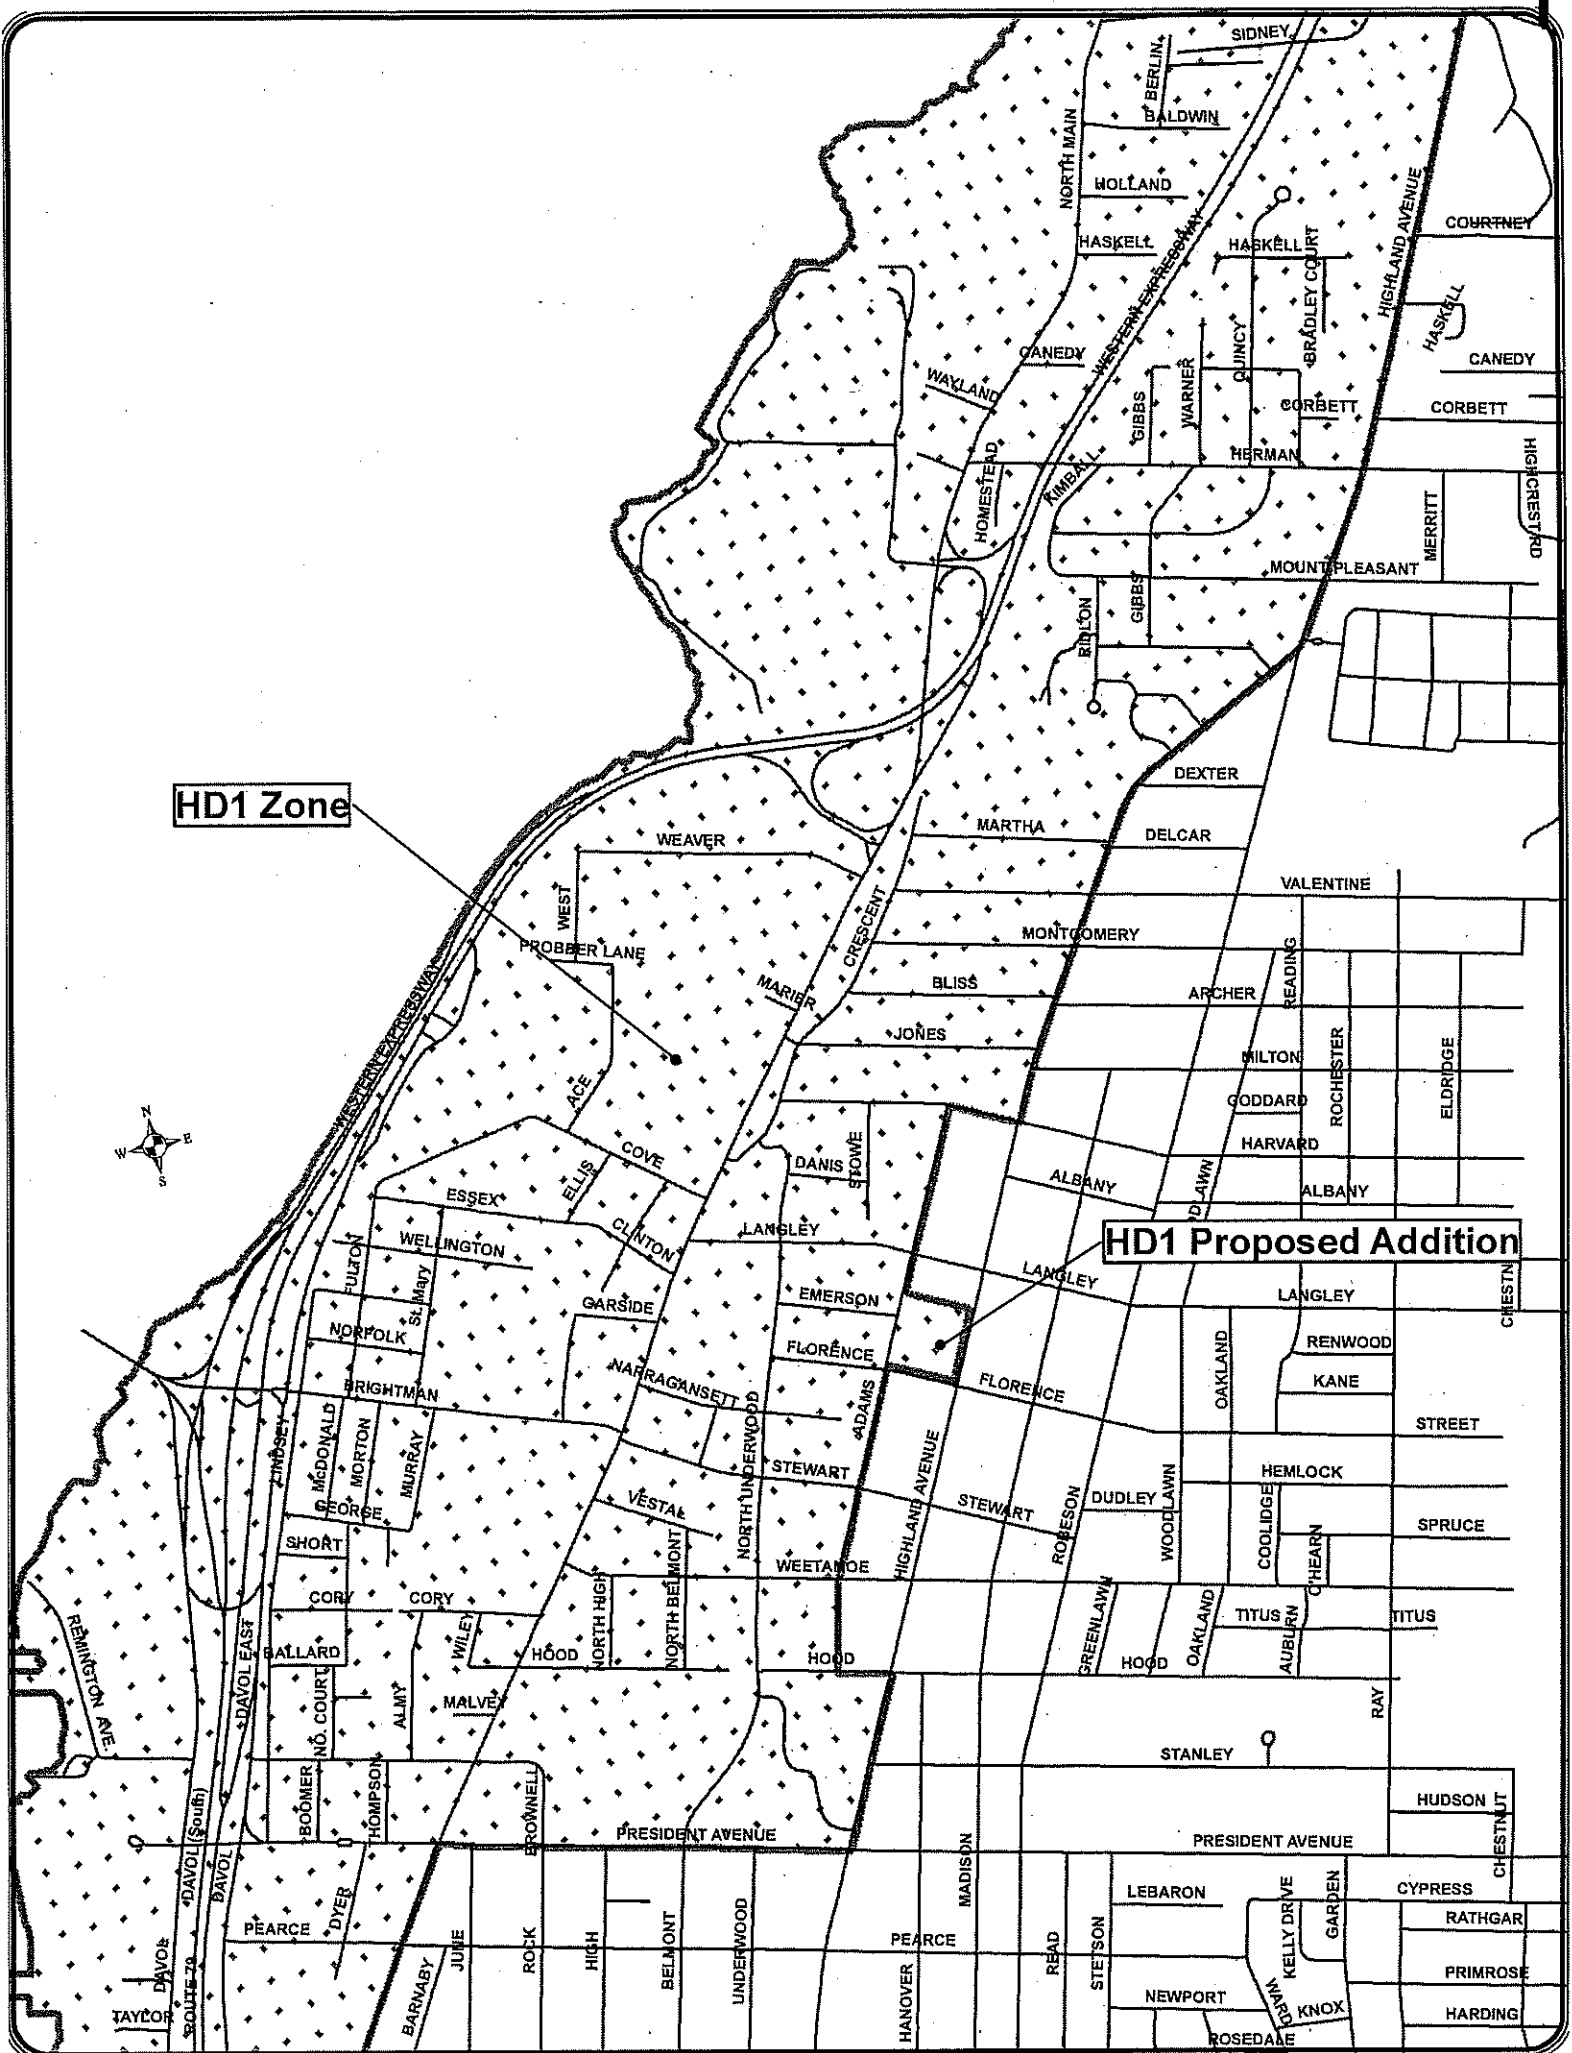 SIDNEY
BERLIN
BALDWIN
NORTH MAIN
HOLLAND
HIGHLAND AVENUE
COURTNEY
HASKELL
HASKELL
BRADLEY COURT
WESTERN EXPRESSWAY
HASKELL
QUINCY
CANEDY
CANEDY
WAYLAND
WARNER
GIBBS
CORBETT
CORBETT
HOMESTEAD
KIMBALL
HERMAN
HIGHCREST RD
MERRITT
MOUNT PLEASANT
GIBBS
RIDLON
DEXTER
HD1 Zone
MARTHA
DELCAR
WEAVER
VALENTINE
WEST
CRESCENT
MONTGOMERY
PROBBER LANE
READING
MARIER
BLISS
ARCHER
WESTERN EXPRESSWAY
JONES
MILTON
ROCHESTER
ELDRIDGE
ACE
GODDARD
N
W E
S
HARVARD
COVE
STOWE
DANIS
ELLIS
ALBANY
ALBANY
ESSEX
CLINTON
LANGLEY
WELLINGTON
HD1 Proposed Addition
FULTON
St. Mary
LANGLEY
LANGLEY
CHESTN
GARSIDE
EMERSON
NORFOLK
FLORENCE
OAKLAND
RENWOOD
NARRAGANSETT
FLORENCE
KANE
BRIGHTMAN
ADAMS
STREET
LINDSEY
McDONALD
MORTON
MURRAY
NORTH UNDERWOOD
STEWART
HIGHLAND AVENUE
HEMLOCK
GEORGE
VESTAL
STEWART
DUDLEY
WOODLAWN
COOLIDGE
SPRUCE
SHORT
ROBESON
O'HEARN
WEETAMOE
NORTH BELMONT
NORTH HIGH
CORY
CORY
REMINGTON AVE.
WILEY
GREENLAWN
OAKLAND
TITUS
AUBURN
TITUS
BALLARD
HOOD
HOOD
HOOD
DAVOL EAST
NO. COURT
ALMY
MALVEY
RAY
STANLEY
BOOMER
THOMPSON
BROWNELL
HUDSON
CHESTNUT
DAVOL (South)
PRESIDENT AVENUE
PRESIDENT AVENUE
DAVOL
MADISON
DYER
LEBARON
KELLY DRIVE
GARDEN
CYPRESS
PEARCE
JUNE
ROCK
HIGH
BELMONT
UNDERWOOD
PEARCE
READ
STETSON
RATHGAR
DAVOL
ROUTE 79
BARNABY
HANOVER
NEWPORT
WARD
KNOX
PRIMROSE
TAYLOR
HARDING
ROSEDALE